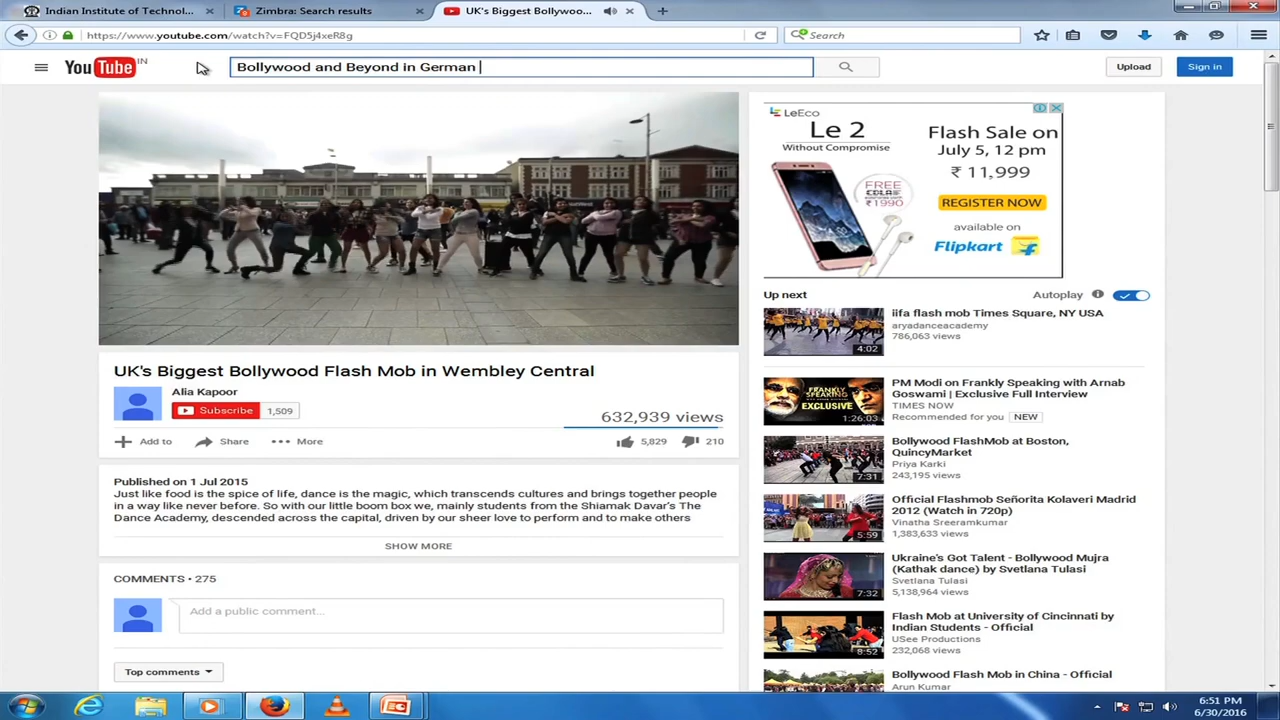 Indian Institute of Technol...
Zimbra: Search results
UK's Biggest Bollywoo...
https://www.youtube.com/watch?v=FQD5j4xeR8g
Search
YouTube IN
Bollywood and Beyond in German
Upload
Sign in
LeEco
Le 2
Without Compromise
Flash Sale on
July 5, 12 pm
₹ 11,999
FREE
CDLA
EARPHONE
₹1990
REGISTER NOW
available on
Flipkart
Up next
Autoplay
iifa flash mob Times Square, NY USA
aryadanceacademy
786,063 views
4:02
PM Modi on Frankly Speaking with Arnab
Goswami | Exclusive Full Interview
TIMES NOW
Recommended for you NEW
FRANKLY
SPEAKING
EXCLUSIVE
1:26:03
Bollywood FlashMob at Boston,
QuincyMarket
Priya Karki
243,195 views
7:31
Official Flashmob Señorita Kolaveri Madrid
2012 (Watch in 720p)
Vinatha Sreeramkumar
1,383,633 views
5:59
Ukraine's Got Talent - Bollywood Mujra
(Kathak dance) by Svetlana Tulasi
Svetlana Tulasi
5,138,964 views
7:32
Flash Mob at University of Cincinnati by
Indian Students - Official
USee Productions
232,068 views
8:52
Bollywood Flash Mob in China - Official
Arun Kumar
UK's Biggest Bollywood Flash Mob in Wembley Central
Alia Kapoor
Subscribe 1,509
632,939 views
Add to Share More
5,829 210
Published on 1 Jul 2015
Just like food is the spice of life, dance is the magic, which transcends cultures and brings together people
in a way like never before. So with our little boom box we, mainly students from the Shiamak Davar's The
Dance Academy, descended across the capital, driven by our sheer love to perform and to make others
SHOW MORE
COMMENTS • 275
Add a public comment...
Top comments
6:51 PM
6/30/2016